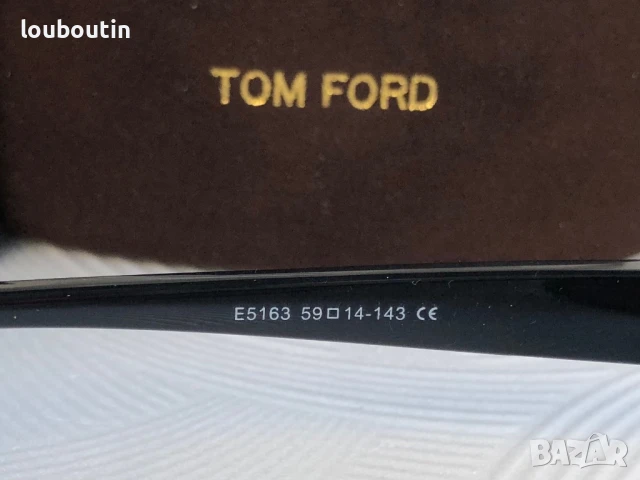 louboutin
TOM FORD
E5163 59□14-143 CE
BAZAR